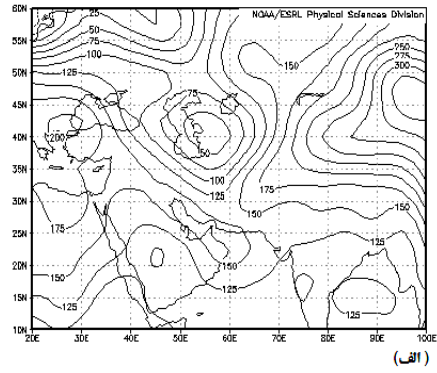 60N
NOAA/ESRL Physical Sciences Division
25
50
75
100
125
150
250
275
300
55N
50N
45N
75
40N
200
50
35N
100
125
175
30N
150
25N
175
150
150
125
20N
150
15N
125
125
125
10N
20E 30E 40E 50E 60E 70E 80E 90E 100E
(الف)